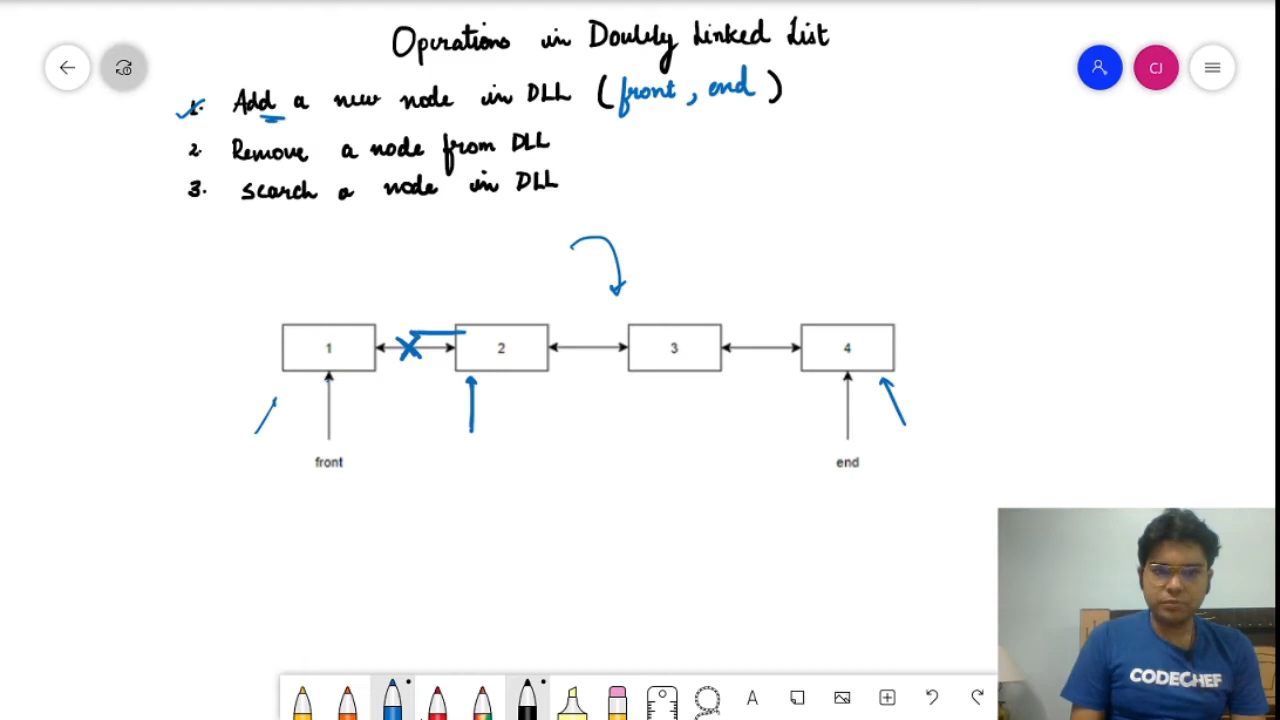 Operations in Doubly Linked List
1. Add a new node in DLL (front, end)
2. Remove a node from DLL
3. Search a node in DLL
CJ
1 2 3 4
front end
CODECHEF
A